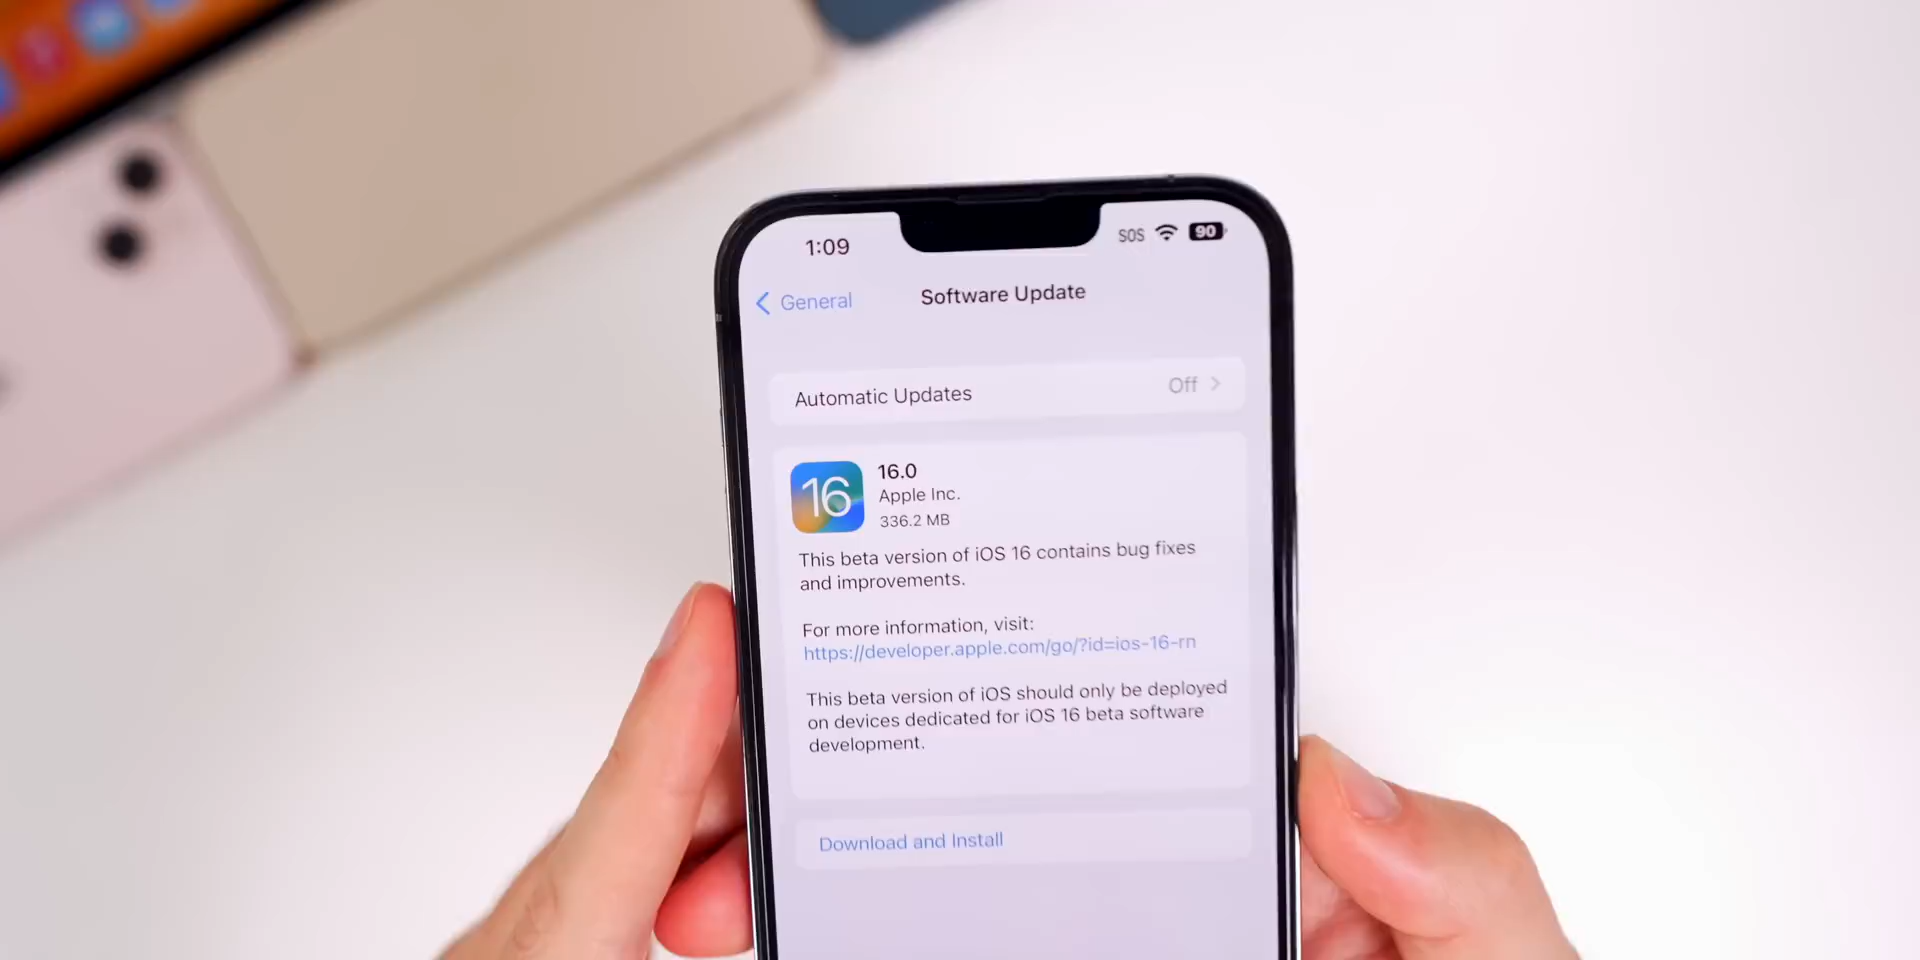 1:09
SOS
90
General
Software Update
Automatic Updates
Off
16
16.0
Apple Inc.
336.2 MB
This beta version of iOS 16 contains bug fixes
and improvements.
For more information, visit:
https://developer.apple.com/go/?id=ios-16-rn
This beta version of iOS should only be deployed
on devices dedicated for iOS 16 beta software
development.
Download and Install